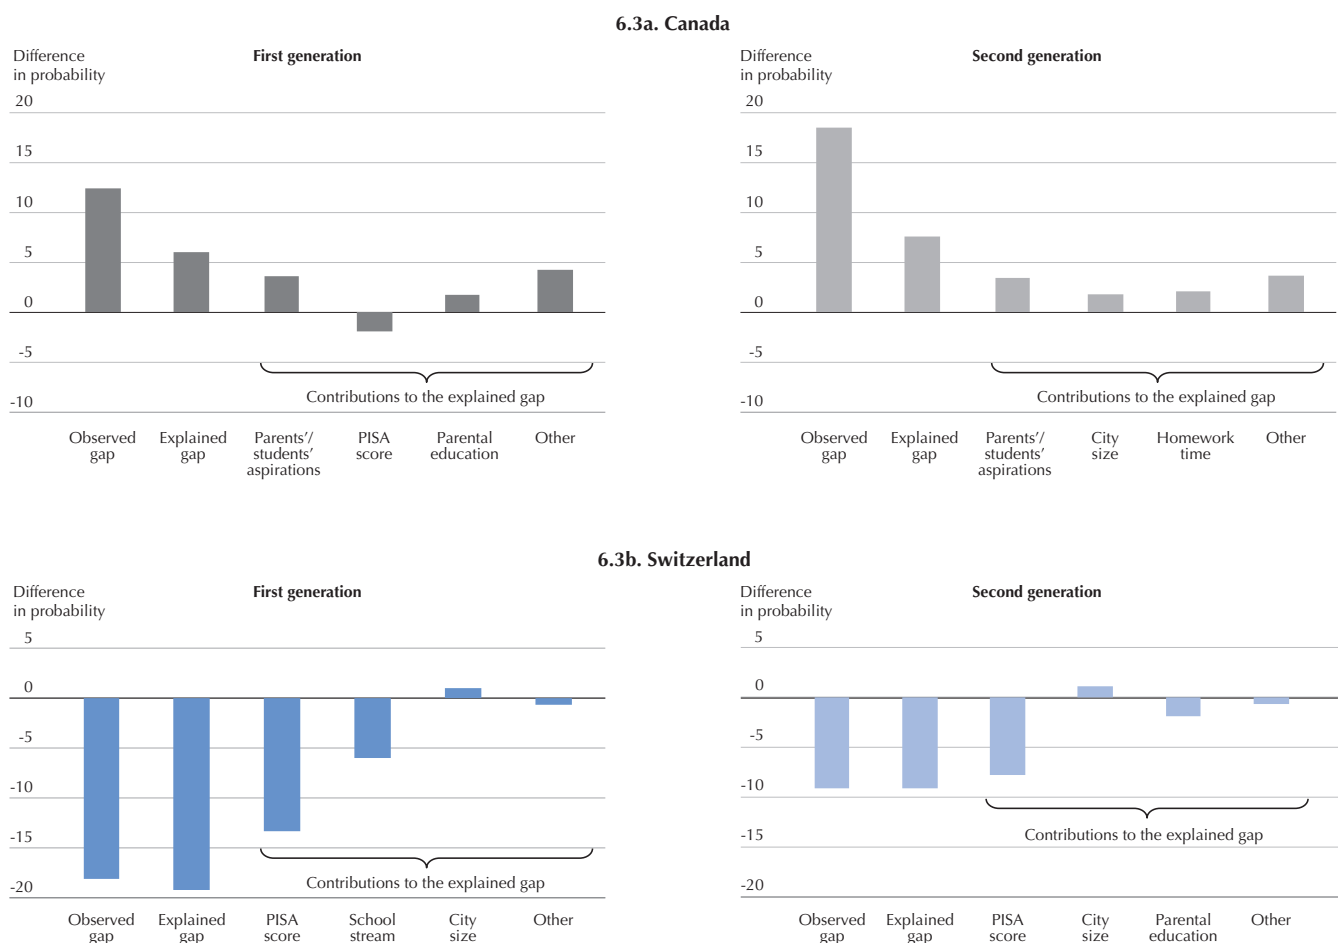 6.3a. Canada
Difference
in probability
First generation
20
15
10
5
0
-5
-10
Contributions to the explained gap
Observed
gap
Explained
gap
Parents’/
students’
aspirations
PISA
score
Parental
education
Other
Difference
in probability
Second generation
20
15
10
5
0
-5
-10
Contributions to the explained gap
Observed
gap
Explained
gap
Parents’/
students’
aspirations
City
size
Homework
time
Other
6.3b. Switzerland
Difference
in probability
First generation
5
0
-5
-10
-15
-20
Contributions to the explained gap
Observed
gap
Explained
gap
PISA
score
School
stream
City
size
Other
Difference
in probability
Second generation
5
0
-5
-10
-15
-20
Contributions to the explained gap
Observed
gap
Explained
gap
PISA
score
City
size
Parental
education
Other